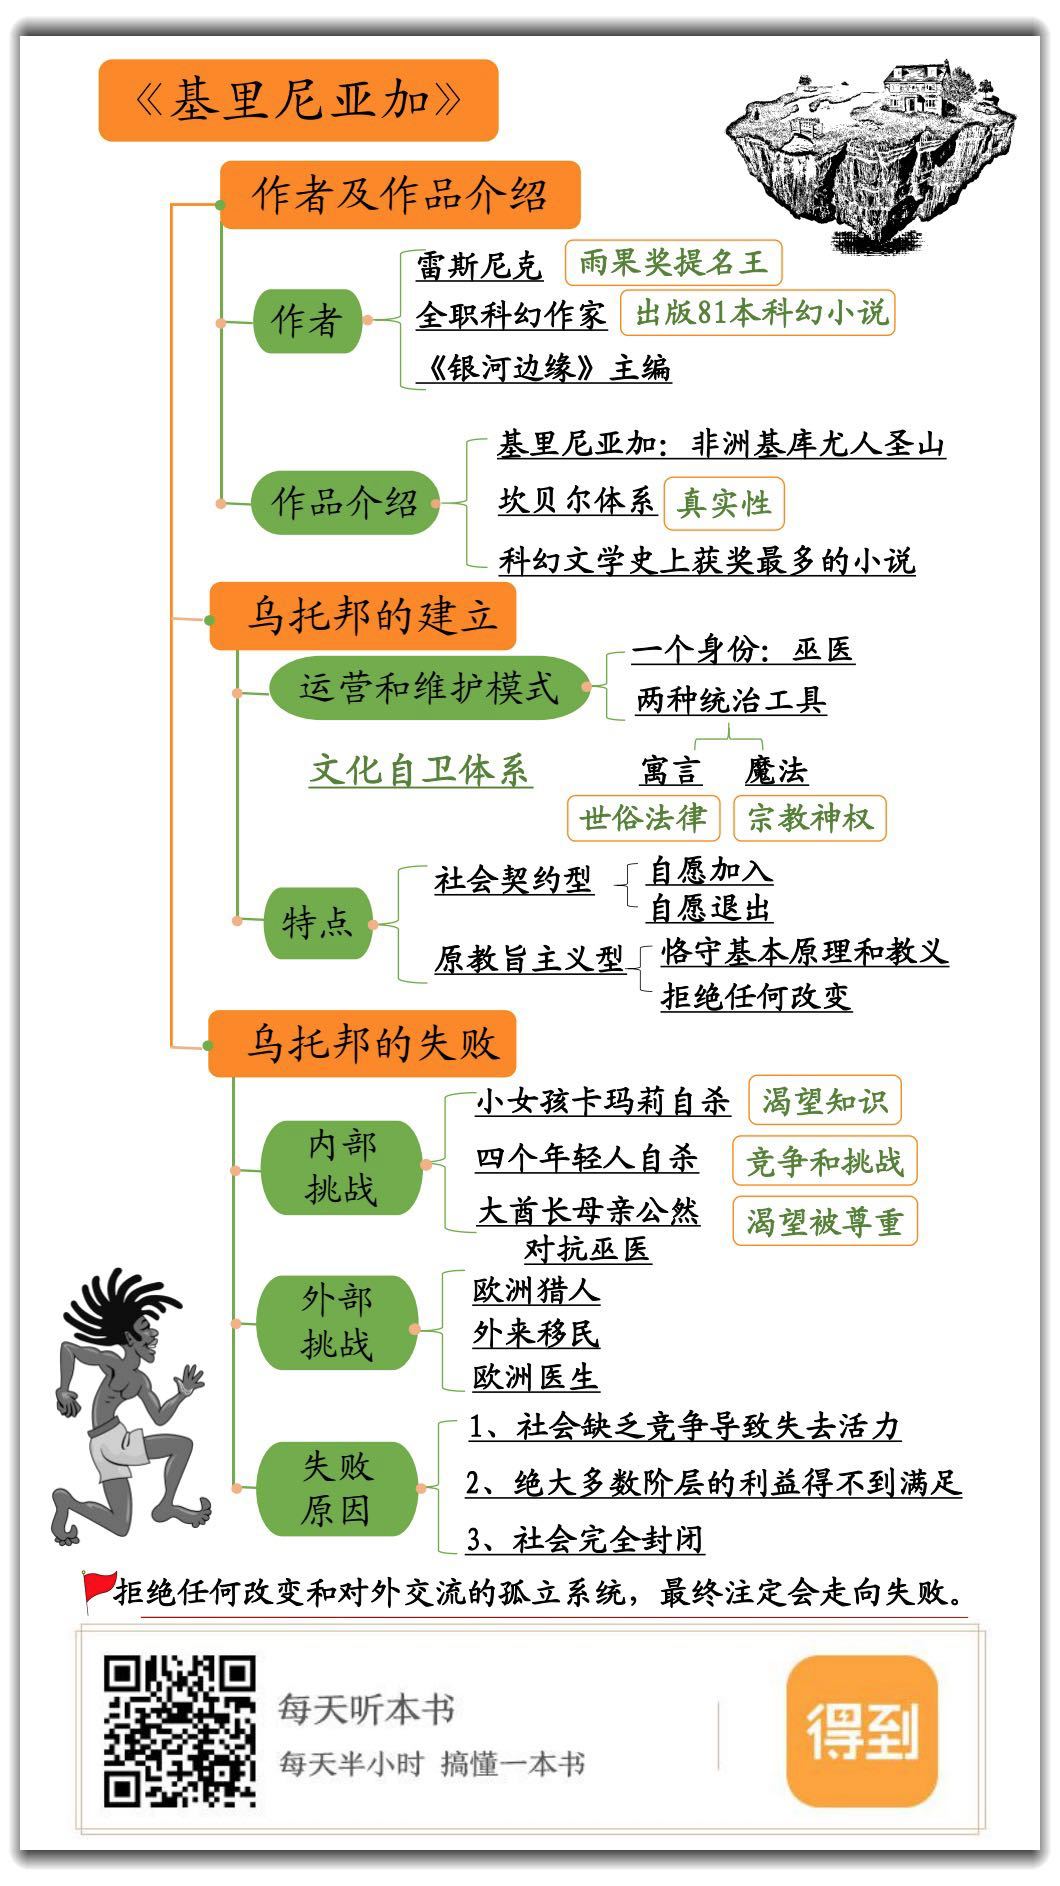 《基里尼亚加》
作者及作品介绍
作者
雷斯尼克 雨果奖提名王
全职科幻作家 出版81本科幻小说
《银河边缘》主编
作品介绍
基里尼亚加：非洲基库尤人圣山
坎贝尔体系 真实性
科幻文学史上获奖最多的小说
乌托邦的建立
运营和维护模式
一个身份：巫医
两种统治工具
文化自卫体系
寓言 魔法
世俗法律 宗教神权
特点
社会契约型
自愿加入
自愿退出
原教旨主义型
恪守基本原理和教义
拒绝任何改变
乌托邦的失败
内部
挑战
小女孩卡玛莉自杀 渴望知识
四个年轻人自杀 竞争和挑战
大酋长母亲公然
对抗巫医
渴望被尊重
外部
挑战
欧洲猎人
外来移民
欧洲医生
失败
原因
1、社会缺乏竞争导致失去活力
2、绝大多数阶层的利益得不到满足
3、社会完全封闭
拒绝任何改变和对外交流的孤立系统，最终注定会走向失败。
每天听本书
每天半小时 搞懂一本书
得到